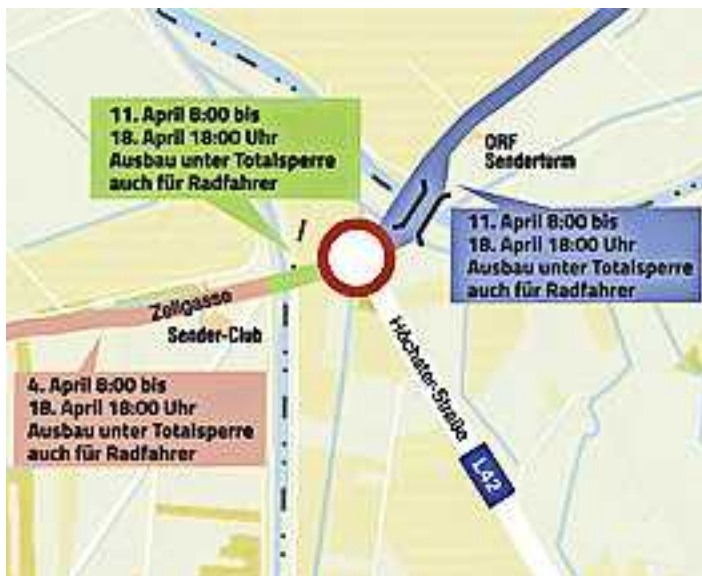 11. April 8:00 bis
18. April 18:00 Uhr
Ausbau unter Totalsperre
auch für Radfahrer
ORF
Senderturm
11. April 8:00 bis
18. April 18:00 Uhr
Ausbau unter Totalsperre
auch für Radfahrer
Zollgasse
Sender-Club
Höchster-Straße
4. April 8:00 bis
18. April 18:00 Uhr
Ausbau unter Totalsperre
auch für Radfahrer
L42